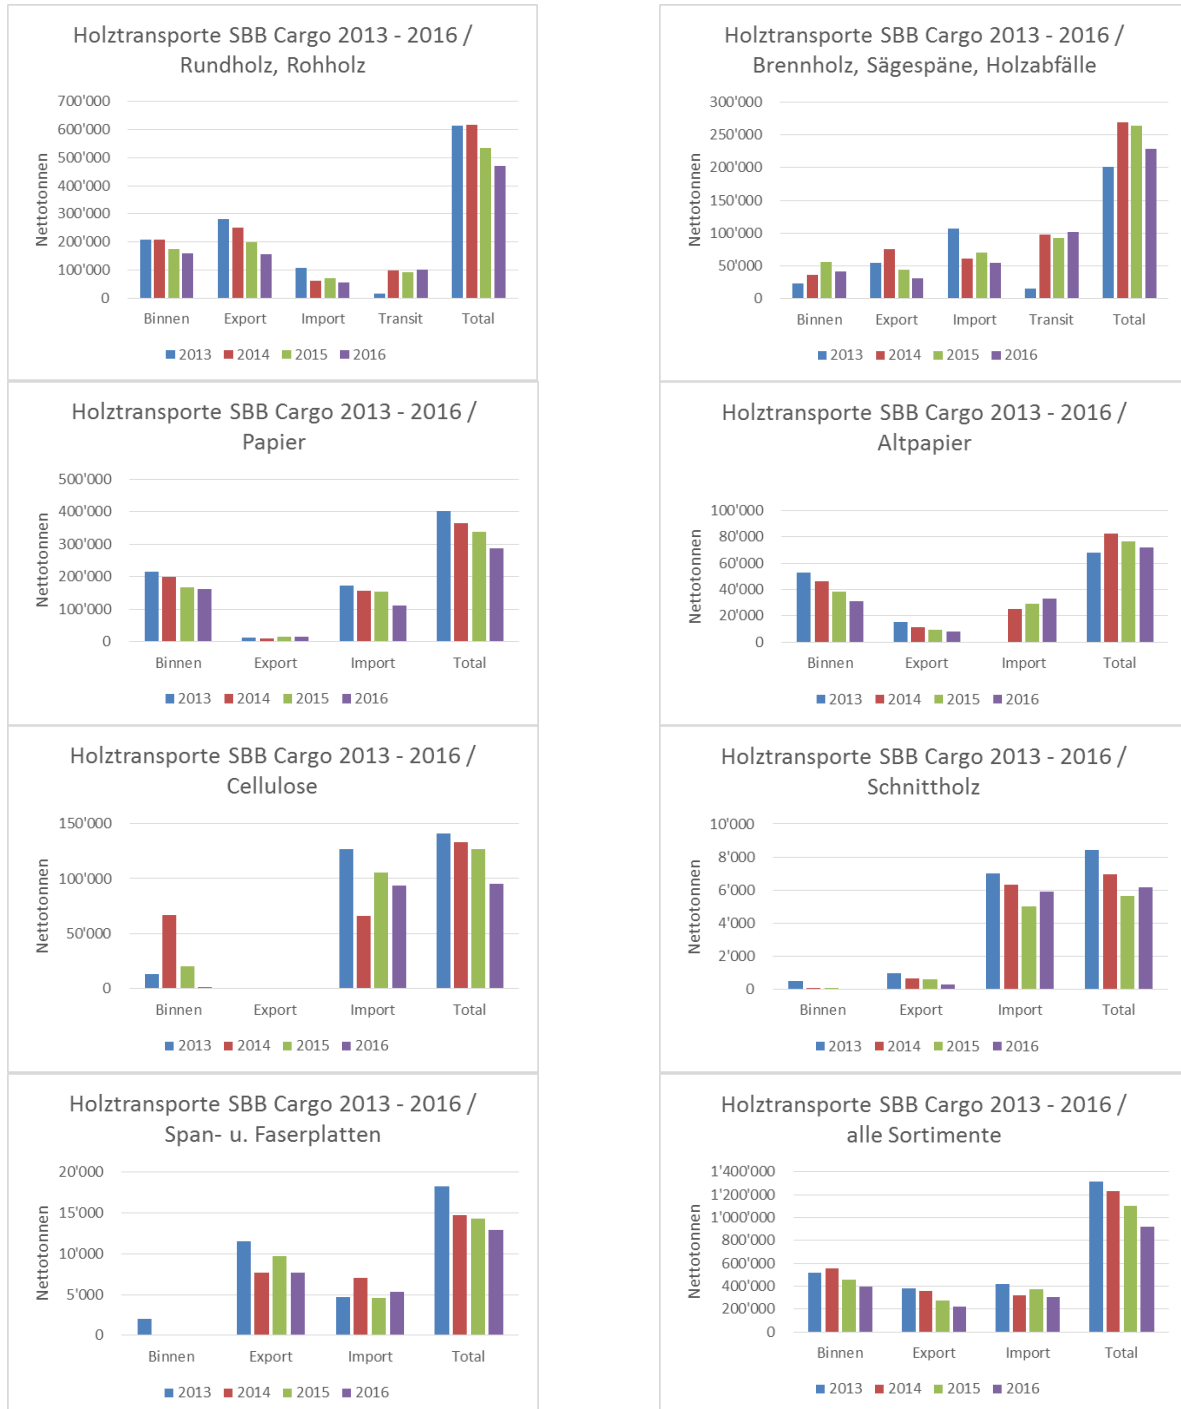 Holztransporte SBB Cargo 2013 - 2016 /
Rundholz, Rohholz
Nettotonnen
700'000
600'000
500'000
400'000
300'000
200'000
100'000
0
Binnen Export Import Transit Total
2013 2014 2015 2016
Holztransporte SBB Cargo 2013 - 2016 /
Brennholz, Sägespäne, Holzabfälle
Nettotonnen
300'000
250'000
200'000
150'000
100'000
50'000
0
Binnen Export Import Transit Total
2013 2014 2015 2016
Holztransporte SBB Cargo 2013 - 2016 /
Papier
Nettotonnen
500'000
400'000
300'000
200'000
100'000
0
Binnen Export Import Total
2013 2014 2015 2016
Holztransporte SBB Cargo 2013 - 2016 /
Altpapier
Nettotonnen
100'000
80'000
60'000
40'000
20'000
0
Binnen Export Import Total
2013 2014 2015 2016
Holztransporte SBB Cargo 2013 - 2016 /
Cellulose
Nettotonnen
150'000
100'000
50'000
0
Binnen Export Import Total
2013 2014 2015 2016
Holztransporte SBB Cargo 2013 - 2016 /
Schnittholz
Nettotonnen
10'000
8'000
6'000
4'000
2'000
0
Binnen Export Import Total
2013 2014 2015 2016
Holztransporte SBB Cargo 2013 - 2016 /
Span- u. Faserplatten
Nettotonnen
20'000
15'000
10'000
5'000
0
Binnen Export Import Total
2013 2014 2015 2016
Holztransporte SBB Cargo 2013 - 2016 /
alle Sortimente
Nettotonnen
1'400'000
1'200'000
1'000'000
800'000
600'000
400'000
200'000
0
Binnen Export Import Total
2013 2014 2015 2016